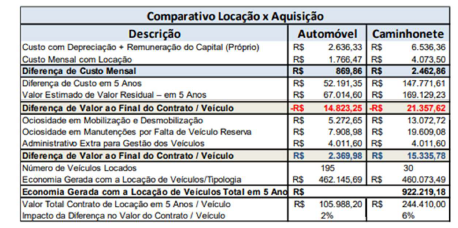 Comparativo Locação x Aquisição
Descrição Automóvel Caminhonete
Custo com Depreciação + Remuneração do Capital (Próprio) R$ 2.636,33 R$ 6.536,36
Custo Mensal com Locação R$ 1.766,47 R$ 4.073,50
Diferença de Custo Mensal R$ 869,86 R$ 2.462,86
Diferença de Custo em 5 Anos R$ 52.191,35 R$ 147.771,61
Valor Estimado de Valor Residual – em 5 Anos R$ 67.014,60 R$ 169.129,23
Diferença de Valor ao Final do Contrato / Veículo -R$ 14.823,25 -R$ 21.357,62
Ociosidade em Mobilização e Desmobilização R$ 5.272,65 R$ 13.072,72
Ociosidade em Manutenções por Falta de Veículo Reserva R$ 7.908,98 R$ 19.609,08
Administrativo Extra para Gestão dos Veículos R$ 4.011,60 R$ 4.011,60
Diferença de Valor ao Final do Contrato / Veículo R$ 2.369,98 R$ 15.335,78
Número de Veículos Locados 195 30
Economia Gerada com a Locação de Veículos/Tipologia R$ 462.145,69 R$ 460.073,49
Economia Gerada com a Locação de Veículos Total em 5 Ano R$ 922.219,18
Valor Total Contrato de Locação em 5 Anos / Veículo R$ 105.988,20 R$ 244.410,00
Impacto da Diferença no Valor do Contrato / Veículo 2% 6%